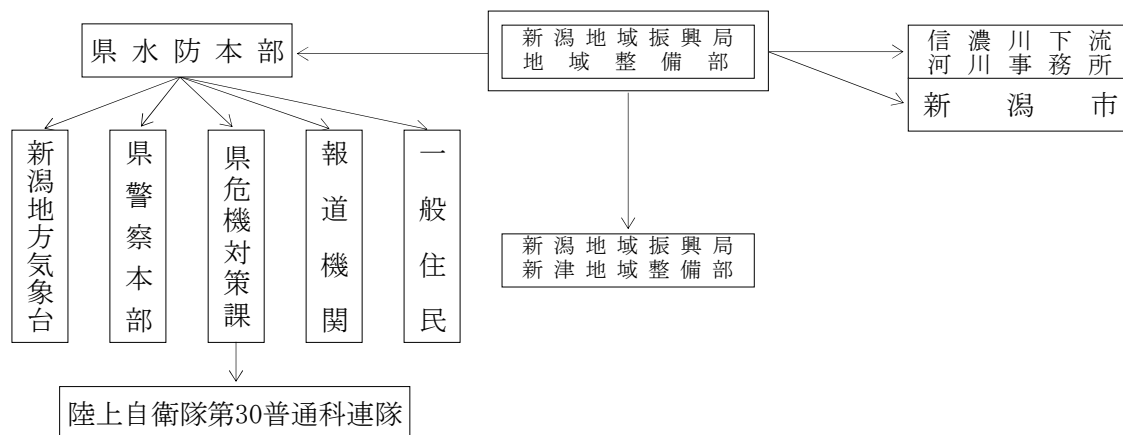 県水防本部
新潟地域振興局
地域整備部
信濃川下流
河川事務所
新潟市
新潟地方気象台
県警察本部
県危機対策課
報道機関
一般住民
新潟地域振興局
新津地域整備部
陸上自衛隊第30普通科連隊